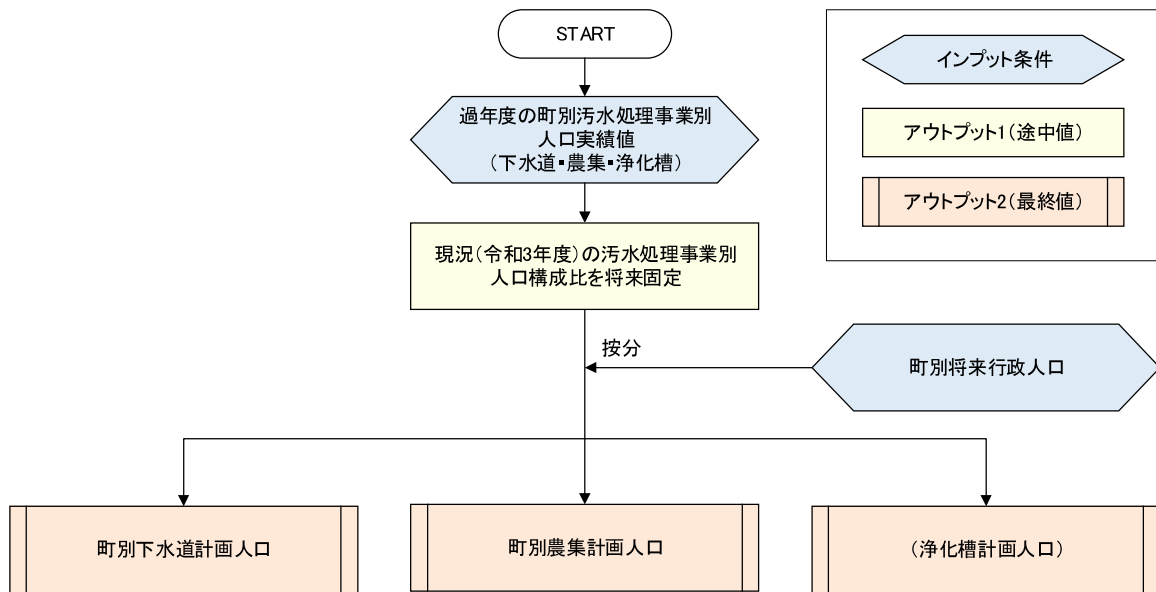 START
過年度の町別汚水処理事業別
人口実績値
(下水道・農集・浄化槽)
現況(令和3年度)の汚水処理事業別
人口構成比を将来固定
按分
町別将来行政人口
町別下水道計画人口
町別農集計画人口
(浄化槽計画人口)
インプット条件
アウトプット1(途中値)
アウトプット2(最終値)